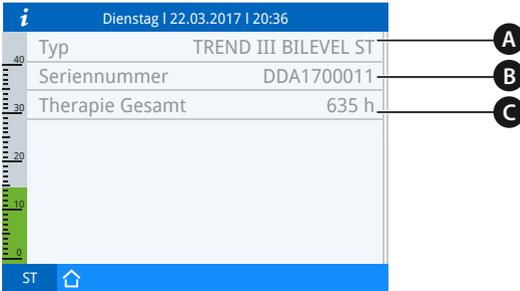 i Dienstag I 22.03.2017 I 20:36
Typ TREND III BILEVEL ST A
Seriennummer DDA1700011 B
Therapie Gesamt 635 h C
40
30
20
10
0
ST